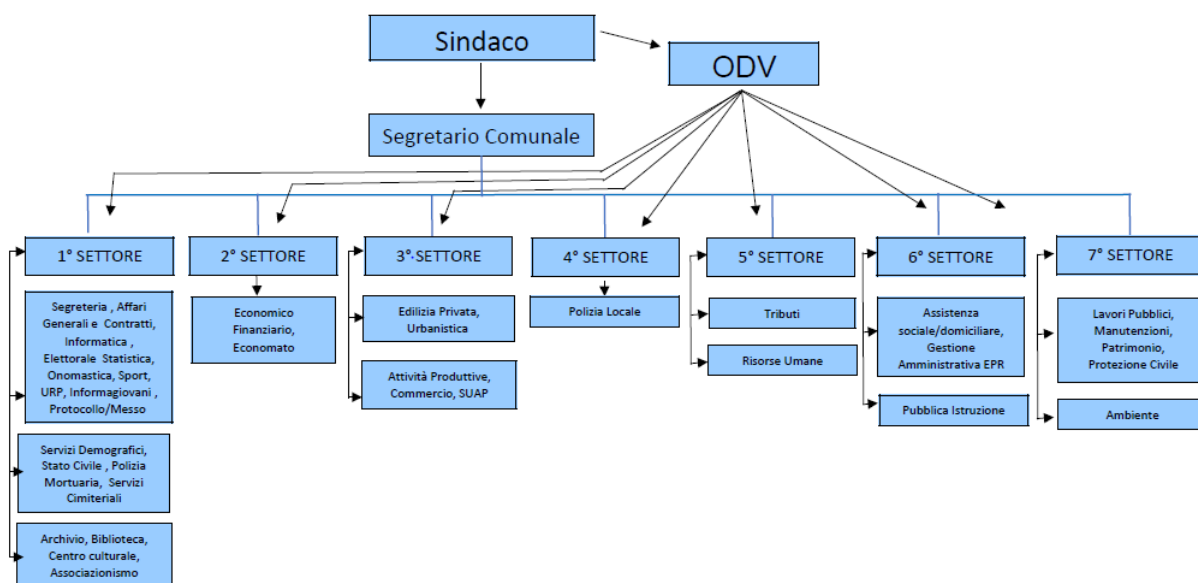 Sindaco
ODV
Segretario Comunale
1° SETTORE
2° SETTORE
3°·SETTORE
4° SETTORE
5° SETTORE
6° SETTORE
7° SETTORE
Segreteria , Affari
Generali e Contratti,
Informatica ,
Elettorale Statistica,
Onomastica, Sport,
URP, Informagiovani ,
Protocollo/Messo
Servizi Demografici,
Stato Civile , Polizia
Mortuaria, Servizi
Cimiteriali
Archivio, Biblioteca,
Centro culturale,
Associazionismo
Economico
Finanziario,
Economato
Edilizia Privata,
Urbanistica
Attività Produttive,
Commercio, SUAP
Polizia Locale
Tributi
Risorse Umane
Assistenza
sociale/domiciliare,
Gestione
Amministrativa EPR
Pubblica Istruzione
Lavori Pubblici,
Manutenzioni,
Patrimonio,
Protezione Civile
Ambiente